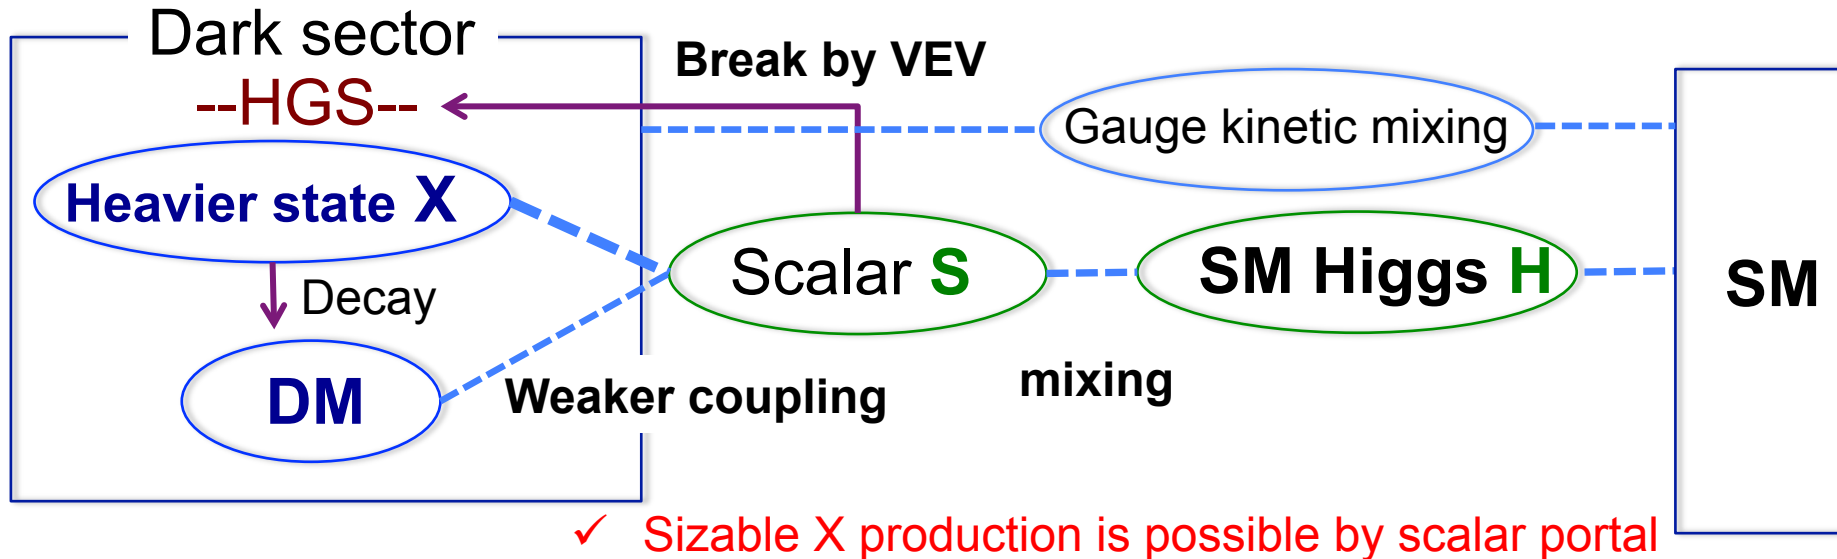 Dark sector
--HGS--
Break by VEV
Gauge kinetic mixing
Heavier state X
Scalar S
SM Higgs H
SM
Decay
DM
Weaker coupling
mixing
✓ Sizable X production is possible by scalar portal